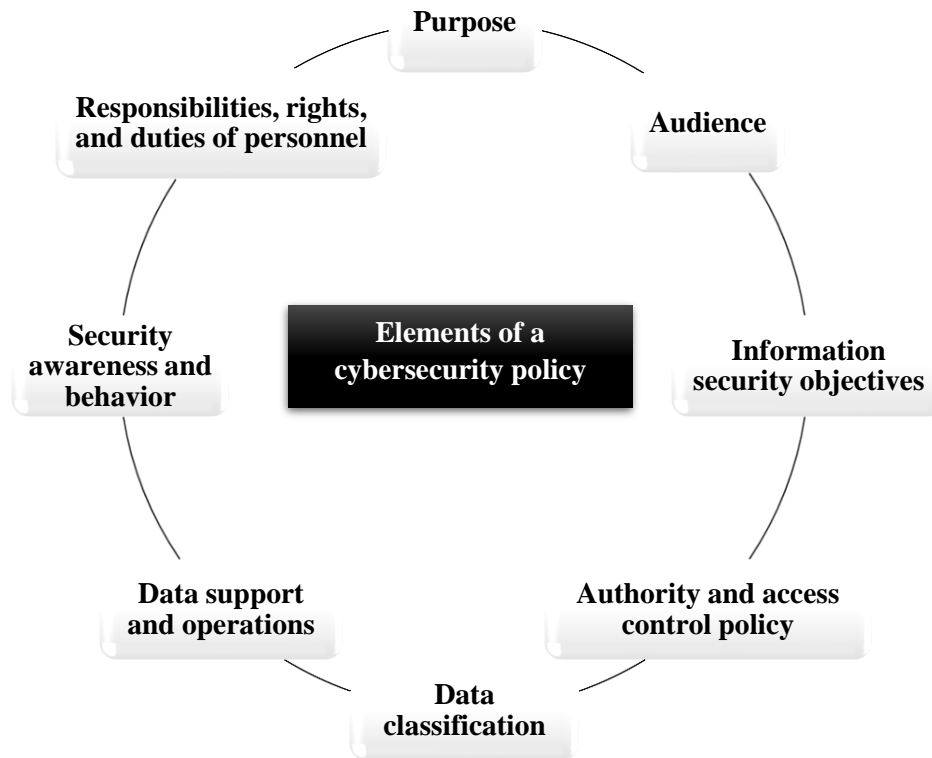 Purpose
Audience
Responsibilities, rights,
and duties of personnel
Elements of a
cybersecurity policy
Security
awareness and
behavior
Information
security objectives
Data support
and operations
Authority and access
control policy
Data
classification